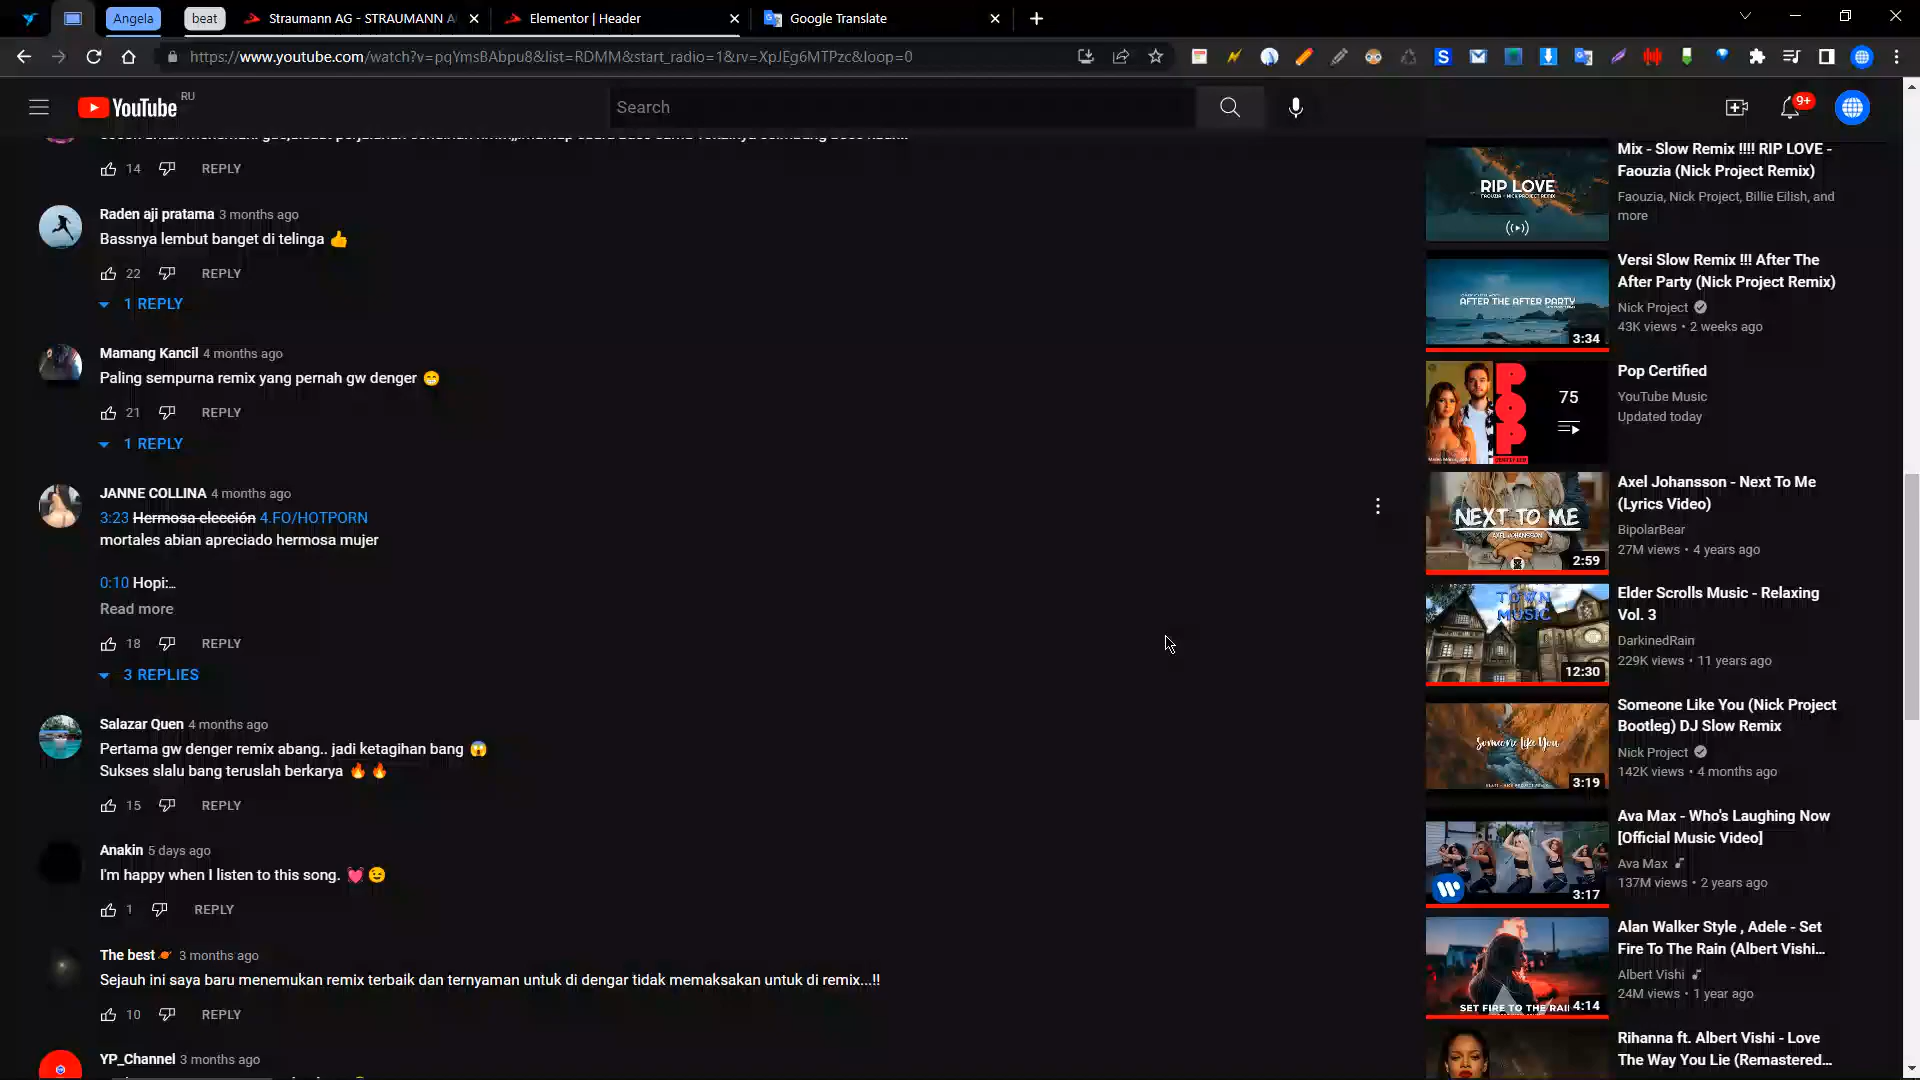 Angela
beat
Straumann AG - STRAUMANN A
Elementor | Header
Google Translate
https://www.youtube.com/watch?v=pqYmsBAbpu8&list=RDMM&start_radio=1&rv=XpJEg6MTPzc&loop=0
YouTube RU
Search
9+
14 REPLY
Raden aji pratama 3 months ago
Bassnya lembut banget di telinga 👍
22 REPLY
1 REPLY
Mamang Kancil 4 months ago
Paling sempurna remix yang pernah gw denger 😁
21 REPLY
1 REPLY
JANNE COLLINA 4 months ago
3:23 Hermosa elección 4.FO/HOTPORN
mortales abian apreciado hermosa mujer
0:10 Hopi:...
Read more
18 REPLY
3 REPLIES
Salazar Quen 4 months ago
Pertama gw denger remix abang.. jadi ketagihan bang 😱
Sukses slalu bang teruslah berkarya 🔥🔥
15 REPLY
Anakin 5 days ago
I'm happy when I listen to this song. 💓😉
1 REPLY
The best 3 months ago
Sejauh ini saya baru menemukan remix terbaik dan ternyaman untuk di dengar tidak memaksakan untuk di remix...!!
10 REPLY
YP_Channel 3 months ago
RIP LOVE
FAOUZIA - NICK PROJECT REMIX
Mix - Slow Remix !!!! RIP LOVE -
Faouzia (Nick Project Remix)
Faouzia, Nick Project, Billie Eilish, and
more
AFTER THE AFTER PARTY
3:34
Versi Slow Remix !!! After The
After Party (Nick Project Remix)
Nick Project
43K views • 2 weeks ago
POP
75
Pop Certified
YouTube Music
Updated today
NEXT TO ME
AXEL JOHANSSON
2:59
Axel Johansson - Next To Me
(Lyrics Video)
BipolarBear
27M views • 4 years ago
TOWN
MUSIC
12:30
Elder Scrolls Music - Relaxing
Vol. 3
DarkinedRain
229K views • 11 years ago
Someone Like You
3:19
Someone Like You (Nick Project
Bootleg) DJ Slow Remix
Nick Project
142K views • 4 months ago
3:17
Ava Max - Who's Laughing Now
[Official Music Video]
Ava Max
137M views • 2 years ago
SET FIRE TO THE RAI
4:14
Alan Walker Style , Adele - Set
Fire To The Rain (Albert Vishi...
Albert Vishi
24M views • 1 year ago
Rihanna ft. Albert Vishi - Love
The Way You Lie (Remastered...